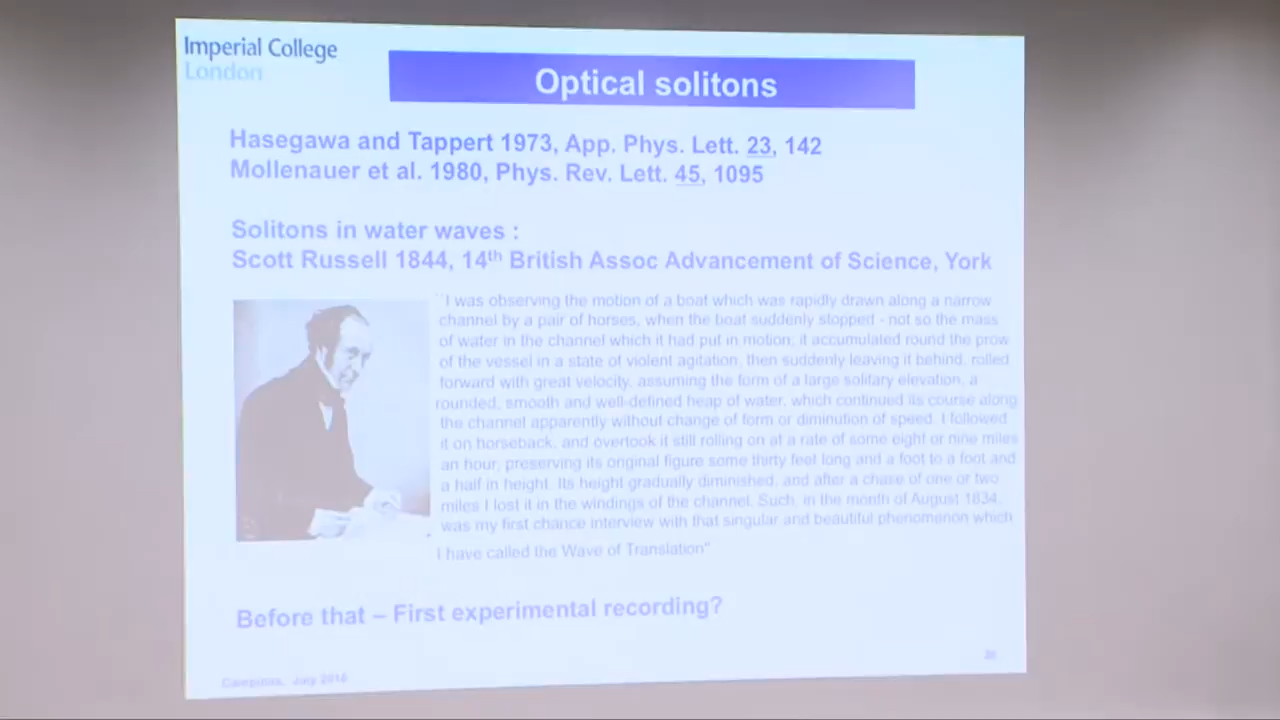 Imperial College
London
Optical solitons
Hasegawa and Tappert 1973, App. Phys. Lett. 23, 142
Mollenauer et al. 1980, Phys. Rev. Lett. 45, 1095
Solitons in water waves :
Scott Russell 1844, 14th British Assoc Advancement of Science, York
"I was observing the motion of a boat which was rapidly drawn along a narrow
channel by a pair of horses, when the boat suddenly stopped - not so the mass
of water in the channel which it had put in motion; it accumulated round the prow
of the vessel in a state of violent agitation, then suddenly leaving it behind, rolled
forward with great velocity, assuming the form of a large solitary elevation, a
rounded, smooth and well-defined heap of water, which continued its course along
the channel apparently without change of form or diminution of speed. I followed
it on horseback, and overtook it still rolling on at a rate of some eight or nine miles
an hour, preserving its original figure some thirty feet long and a foot to a foot and
a half in height. Its height gradually diminished, and after a chase of one or two
miles I lost it in the windings of the channel. Such, in the month of August 1834,
was my first chance interview with that singular and beautiful phenomenon which
I have called the Wave of Translation"
Before that – First experimental recording?
Campinas, July